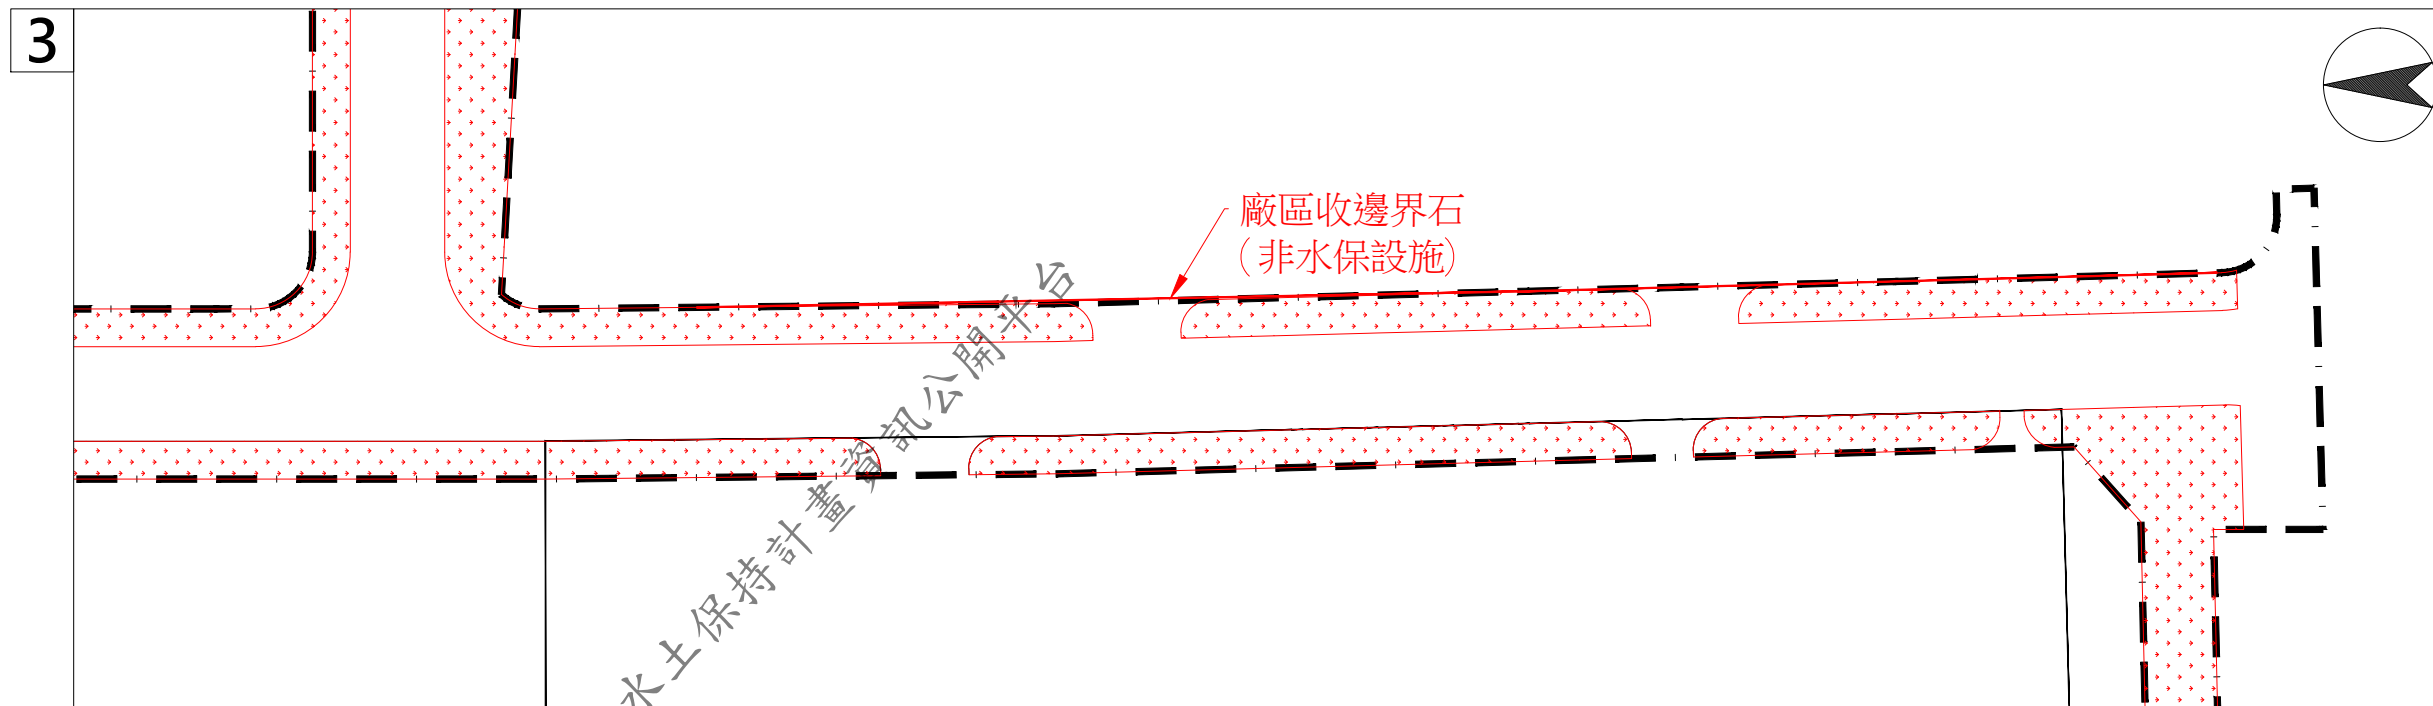 3
廠區收邊界石
(非水保設施)
水土保持計畫資訊公開平台